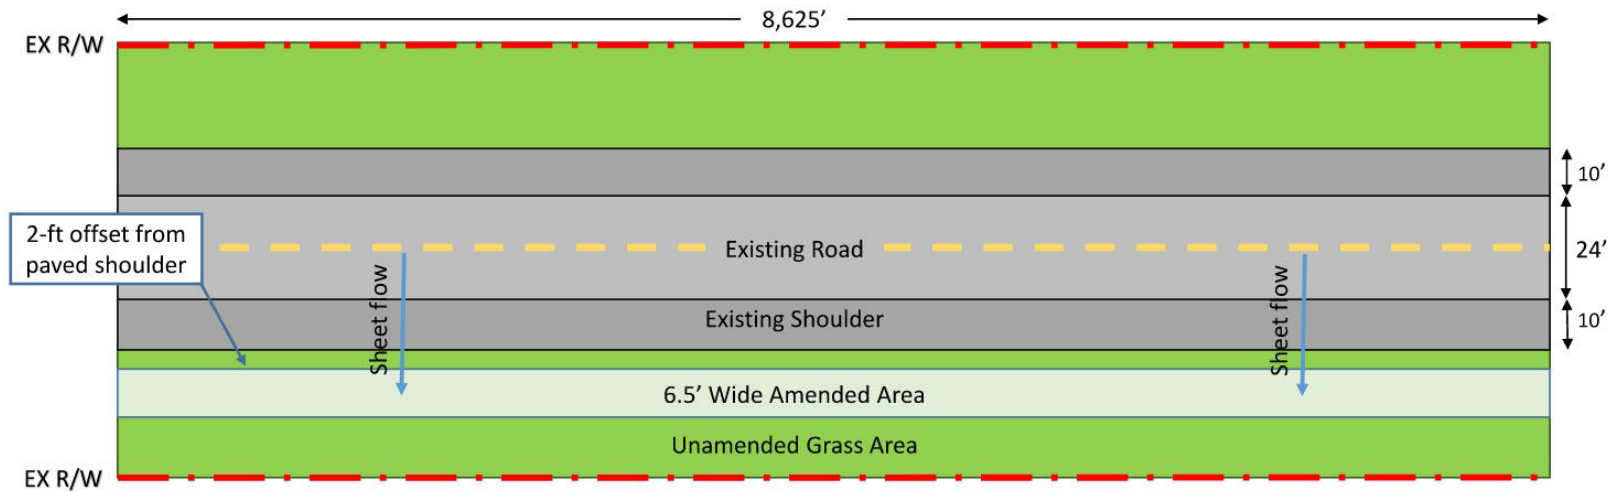 8,625’
EX R/W
10’
2-ft offset from
paved shoulder
Existing Road
24’
Sheet flow
Sheet flow
Existing Shoulder
10’
6.5’ Wide Amended Area
Unamended Grass Area
EX R/W